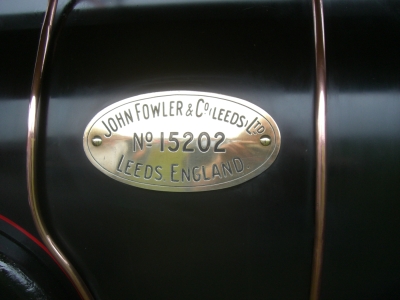 JOHN FOWLER & Co (LEEDS) LTD
No 15202
LEEDS ENGLAND